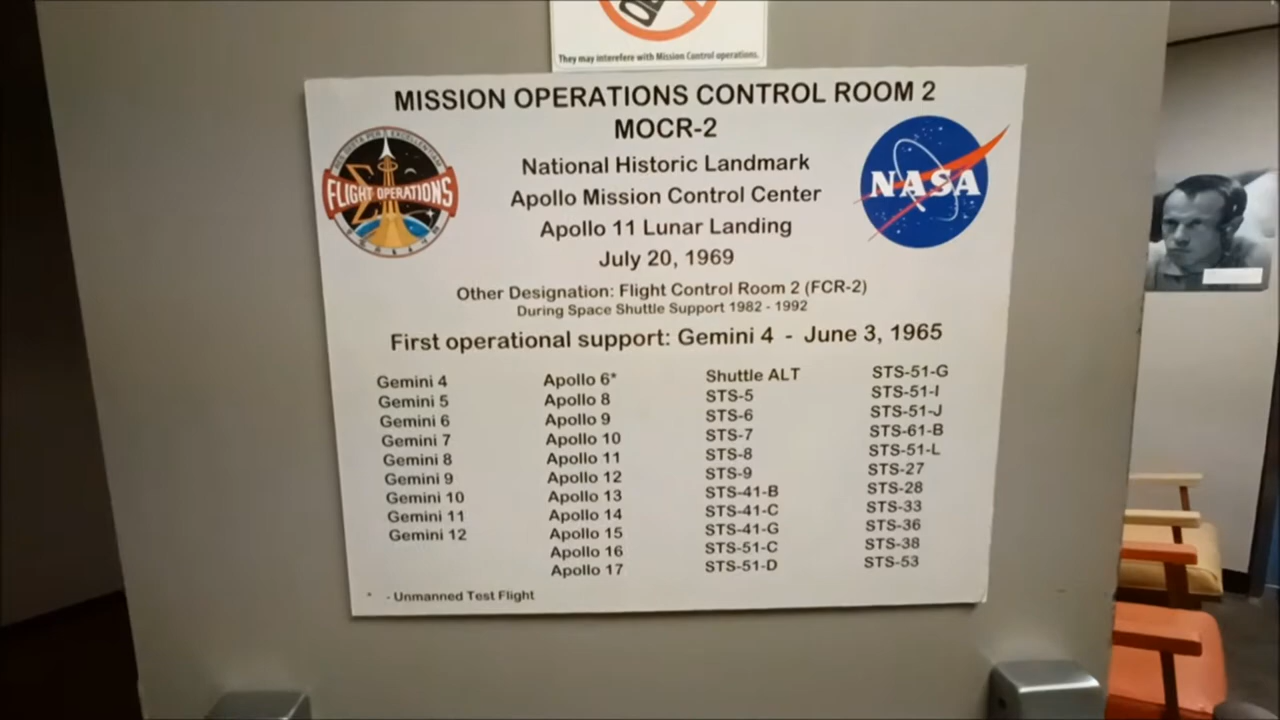 They may interefere with Mission Control operations.
MISSION OPERATIONS CONTROL ROOM 2
MOCR-2
National Historic Landmark
Apollo Mission Control Center
Apollo 11 Lunar Landing
July 20, 1969
FLIGHT OPERATIONS
NASA
Other Designation: Flight Control Room 2 (FCR-2)
During Space Shuttle Support 1982 - 1992
First operational support: Gemini 4 - June 3, 1965
Gemini 4
Gemini 5
Gemini 6
Gemini 7
Gemini 8
Gemini 9
Gemini 10
Gemini 11
Gemini 12
Apollo 6*
Apollo 8
Apollo 9
Apollo 10
Apollo 11
Apollo 12
Apollo 13
Apollo 14
Apollo 15
Apollo 16
Apollo 17
Shuttle ALT
STS-5
STS-6
STS-7
STS-8
STS-9
STS-41-B
STS-41-C
STS-41-G
STS-51-C
STS-51-D
STS-51-G
STS-51-I
STS-51-J
STS-61-B
STS-51-L
STS-27
STS-28
STS-33
STS-36
STS-38
STS-53
* - Unmanned Test Flight